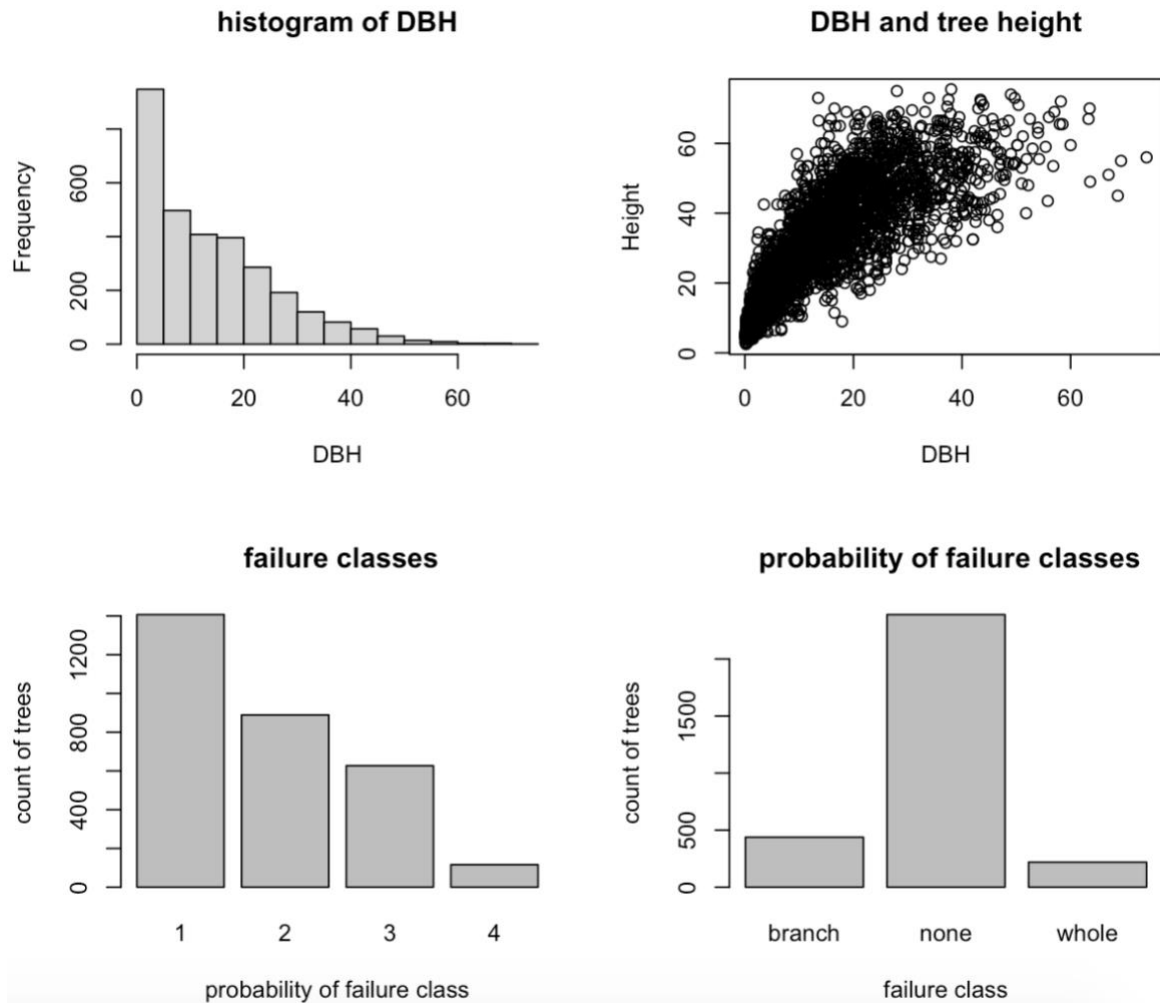 histogram of DBH
Frequency
0
200
600
0
20
40
60
DBH
DBH and tree height
Height
0
20
40
60
0
20
40
60
DBH
failure classes
count of trees
0
400
800
1200
1
2
3
4
probability of failure class
probability of failure classes
count of trees
0
500
1500
branch
none
whole
failure class